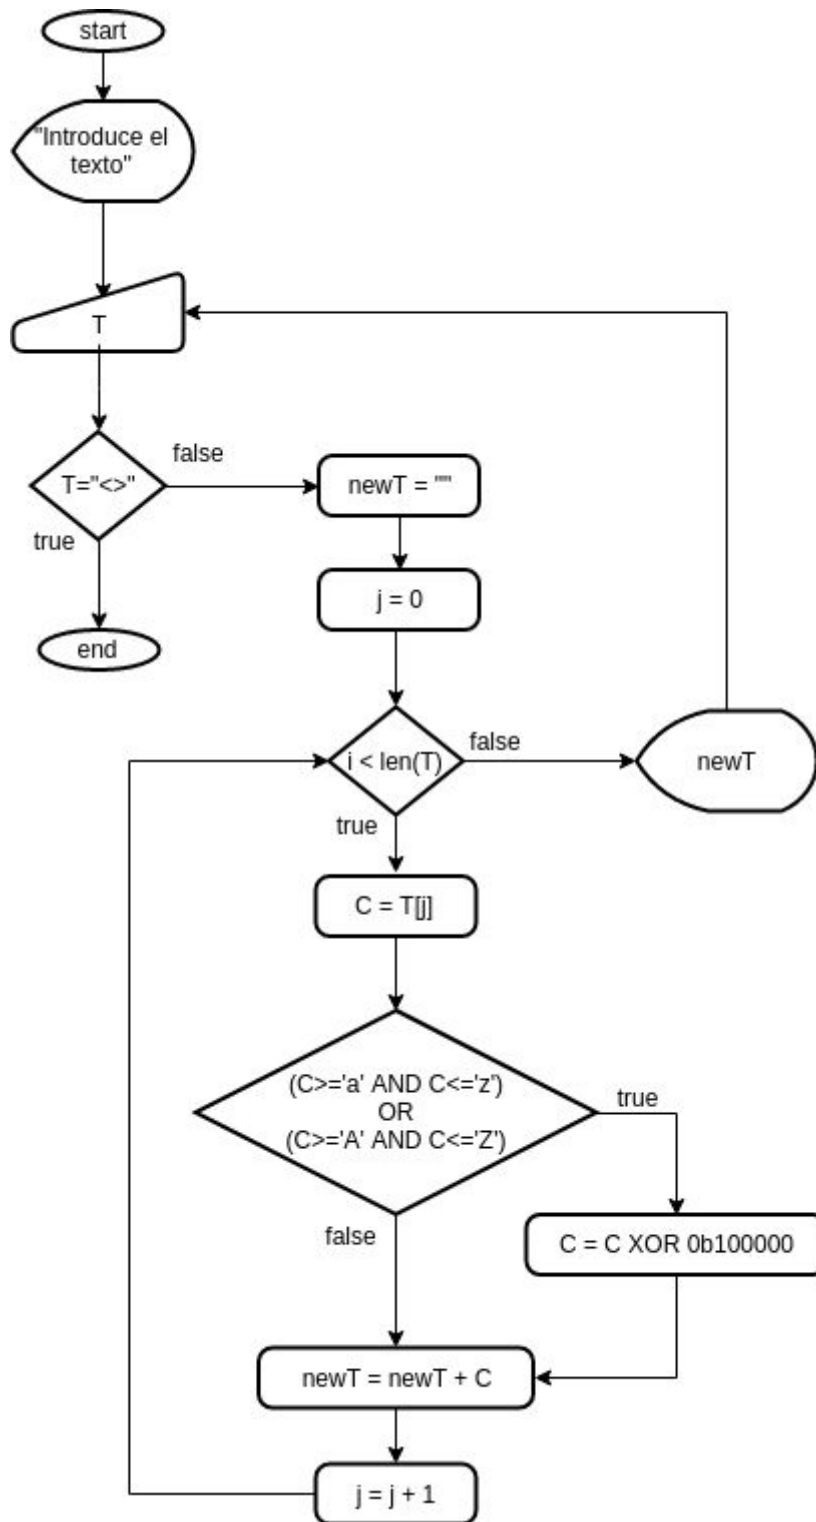 start
"Introduce el
texto"
T
T="<>"
false
true
end
newT = ""
j = 0
i < len(T)
false
newT
true
C = T[j]
(C>='a' AND C<='z')
OR
(C>='A' AND C<='Z')
true
false
C = C XOR 0b100000
newT = newT + C
j = j + 1